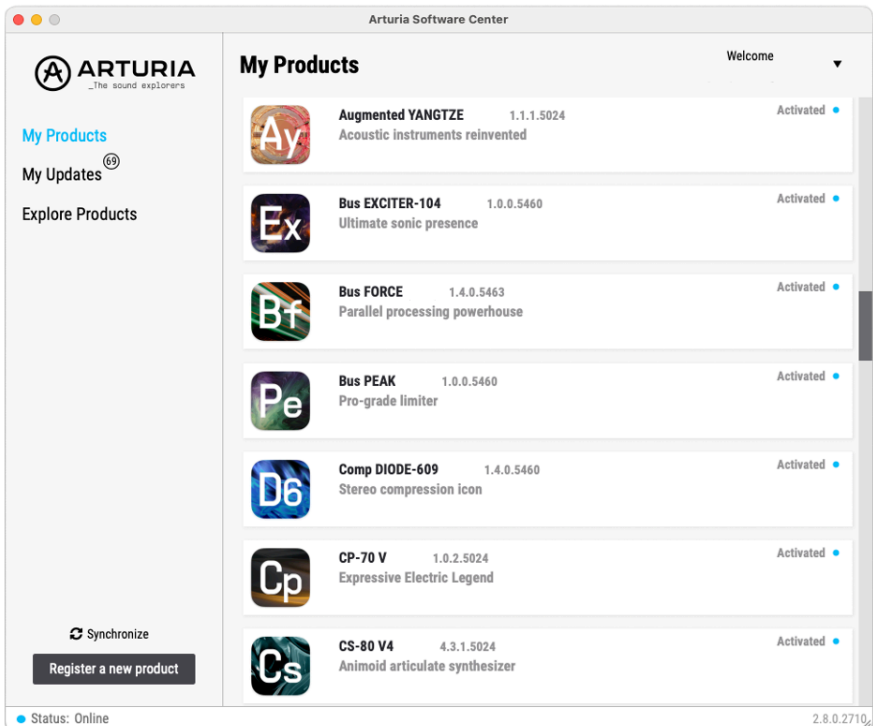 Arturia Software Center
ARTURIA
_The sound explorers
My Products
My Updates
69
Explore Products
Synchronize
Register a new product
Status: Online
My Products
Welcome
Ay
Augmented YANGTZE 1.1.1.5024
Acoustic instruments reinvented
Activated
Ex
Bus EXCITER-104 1.0.0.5460
Ultimate sonic presence
Activated
Bf
Bus FORCE 1.4.0.5463
Parallel processing powerhouse
Activated
Pe
Bus PEAK 1.0.0.5460
Pro-grade limiter
Activated
D6
Comp DIODE-609 1.4.0.5460
Stereo compression icon
Activated
Cp
CP-70 V 1.0.2.5024
Expressive Electric Legend
Activated
Cs
CS-80 V4 4.3.1.5024
Animoid articulate synthesizer
Activated
2.8.0.2710